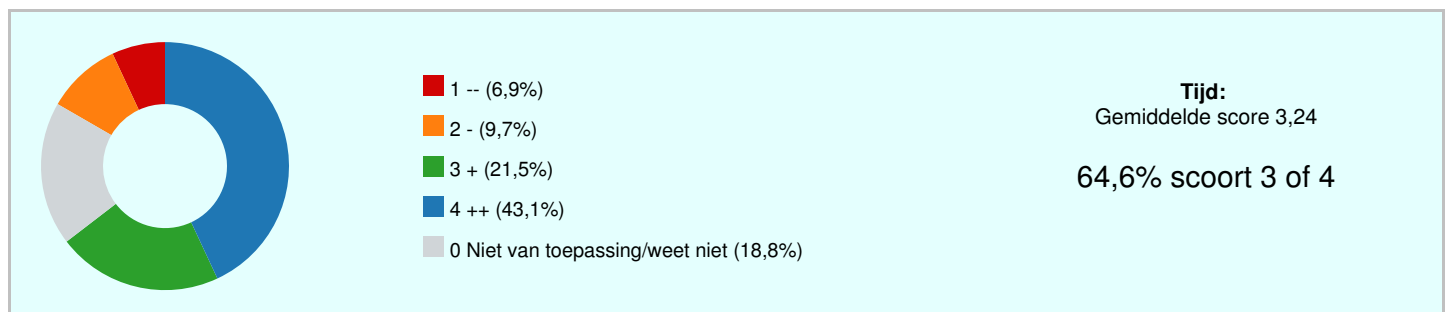 1 -- (6,9%)
2 - (9,7%)
3 + (21,5%)
4 ++ (43,1%)
0 Niet van toepassing/weet niet (18,8%)
Tijd:
Gemiddelde score 3,24
64,6% scoort 3 of 4